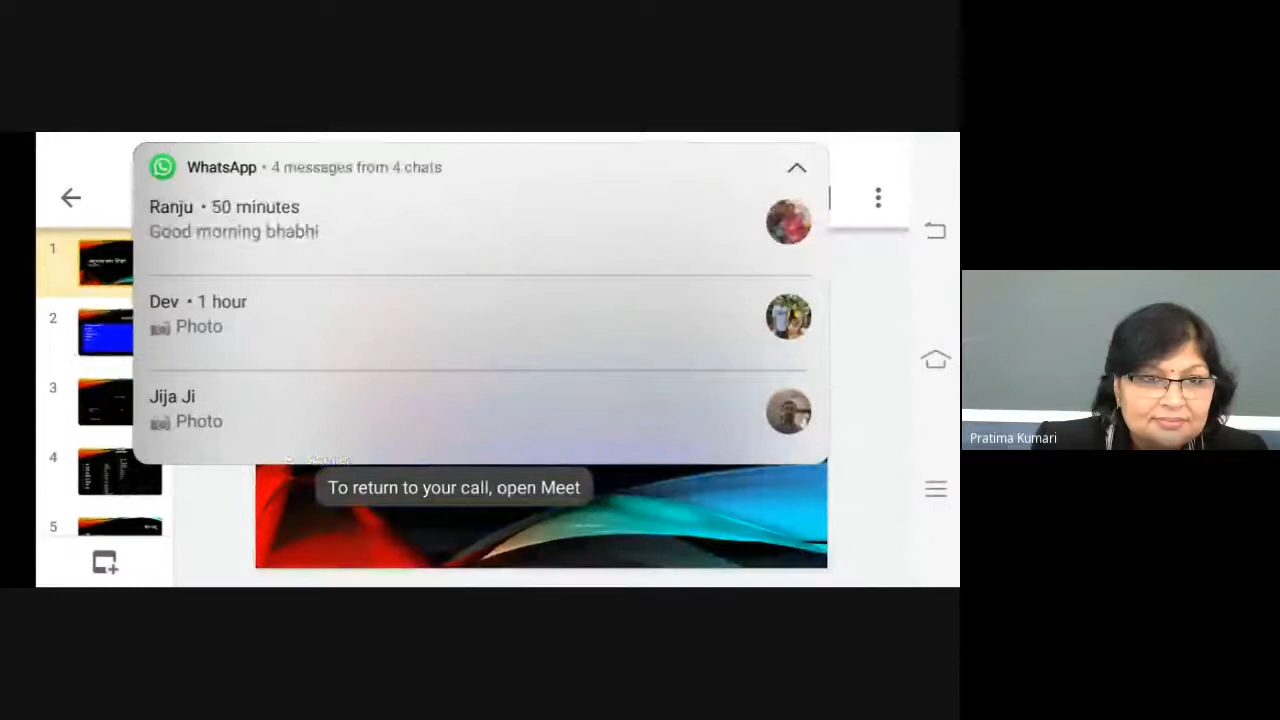 WhatsApp • 4 messages from 4 chats
Ranju • 50 minutes
Good morning bhabhi
Dev • 1 hour
Photo
Jija Ji
Photo
1
2
3
4
5
To return to your call, open Meet
Pratima Kumari